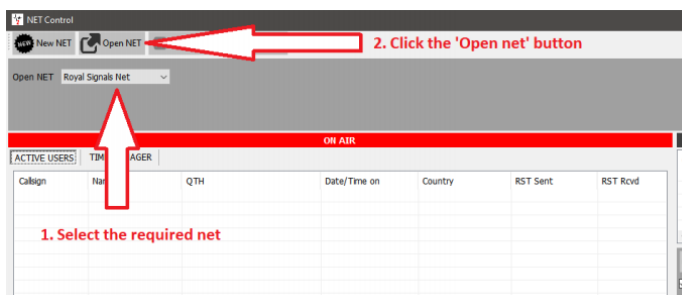 NET Control
NEW New NET Open NET 2. Click the 'Open net' button
Open NET Royal Signals Net
ON AIR
ACTIVE USERS TIM AGER
Callsign Nam QTH Date/Time on Country RST Sent RST Rcvd
1. Select the required net